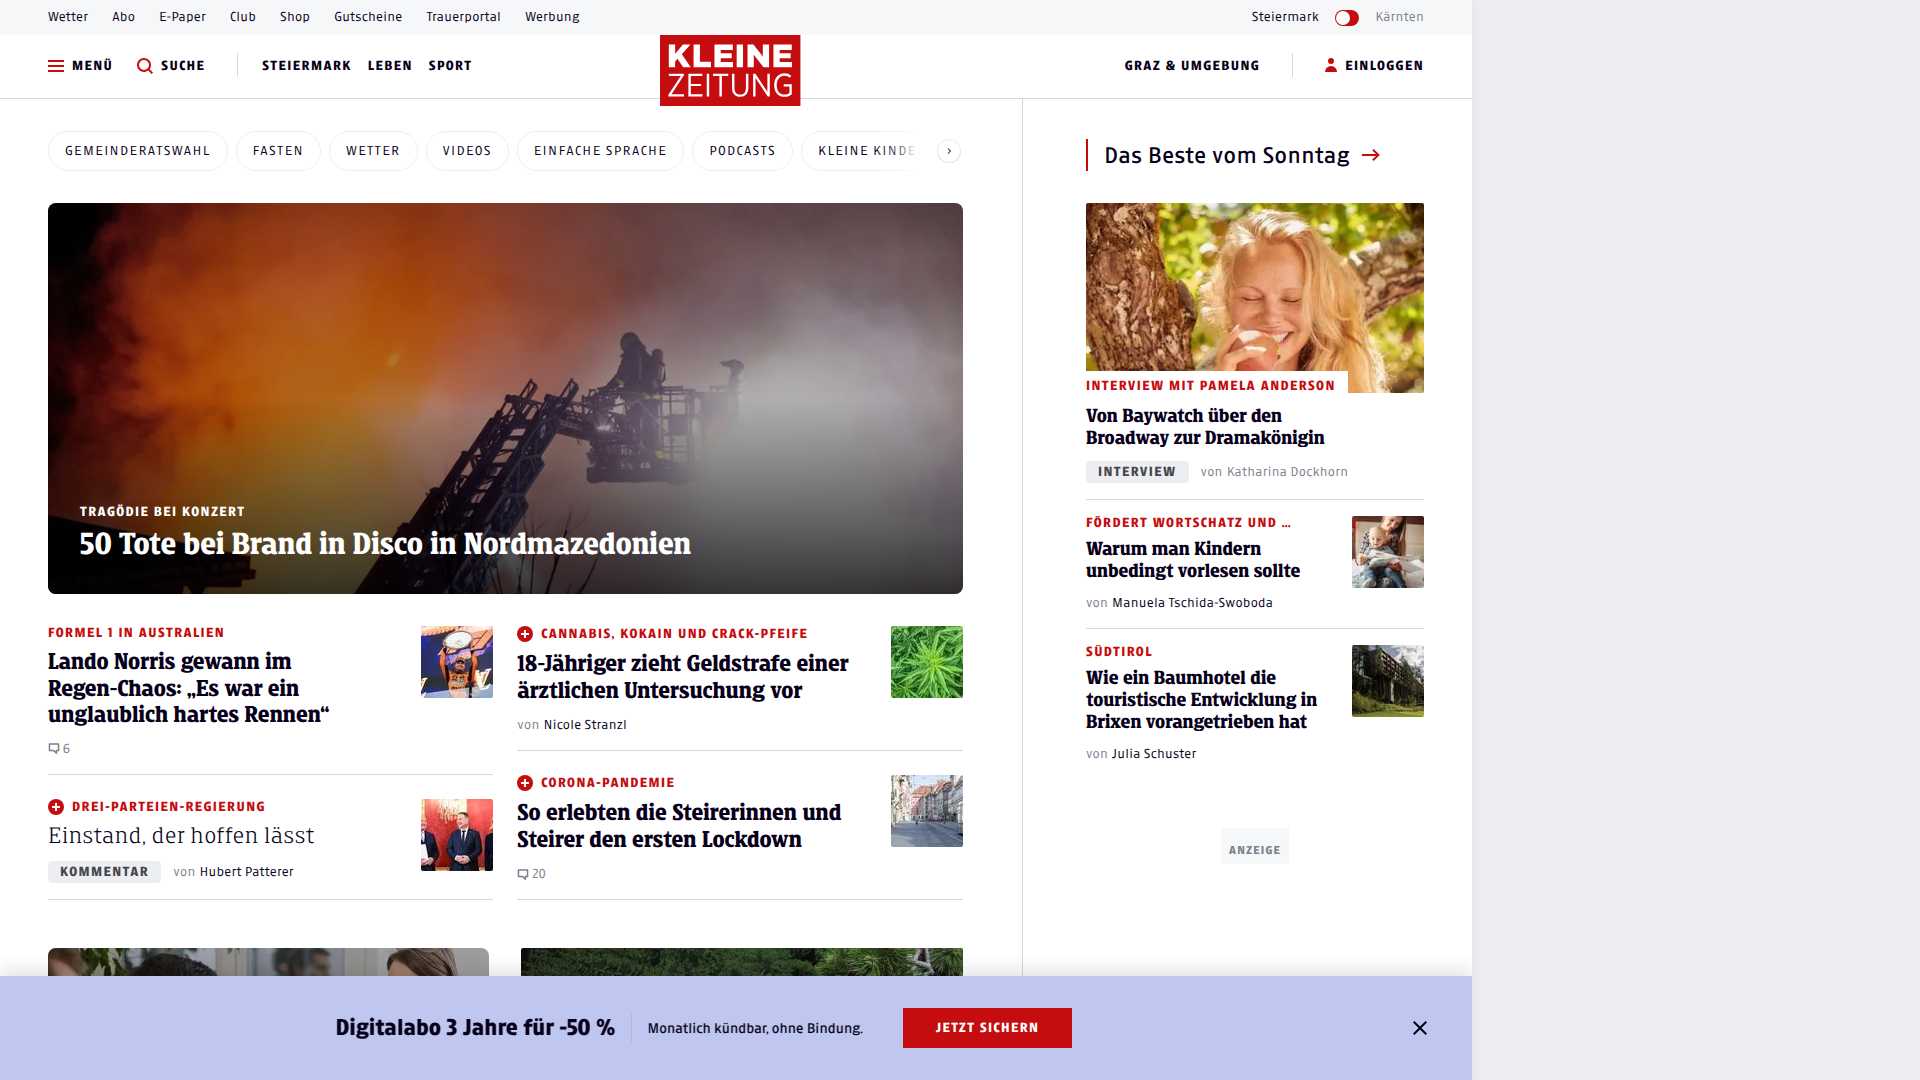 Wetter Abo E-Paper Club Shop Gutscheine Trauerportal Werbung Steiermark Kärnten
MENÜ SUCHE STEIERMARK LEBEN SPORT KLEINE ZEITUNG GRAZ & UMGEBUNG EINLOGGEN
GEMEINDERATSWAHL FASTEN WETTER VIDEOS EINFACHE SPRACHE PODCASTS KLEINE KINDE
TRAGÖDIE BEI KONZERT
50 Tote bei Brand in Disco in Nordmazedonien
FORMEL 1 IN AUSTRALIEN
Lando Norris gewann im
Regen-Chaos: „Es war ein
unglaublich hartes Rennen“
6
DREI-PARTEIEN-REGIERUNG
Einstand, der hoffen lässt
KOMMENTAR von Hubert Patterer
CANNABIS, KOKAIN UND CRACK-PFEIFE
18-Jähriger zieht Geldstrafe einer
ärztlichen Untersuchung vor
von Nicole Stranzl
CORONA-PANDEMIE
So erlebten die Steirerinnen und
Steirer den ersten Lockdown
20
Das Beste vom Sonntag
INTERVIEW MIT PAMELA ANDERSON
Von Baywatch über den
Broadway zur Dramakönigin
INTERVIEW von Katharina Dockhorn
FÖRDERT WORTSCHATZ UND ...
Warum man Kindern
unbedingt vorlesen sollte
von Manuela Tschida-Swoboda
SÜDTIROL
Wie ein Baumhotel die
touristische Entwicklung in
Brixen vorangetrieben hat
von Julia Schuster
ANZEIGE
Digitalabo 3 Jahre für -50 % Monatlich kündbar, ohne Bindung. JETZT SICHERN